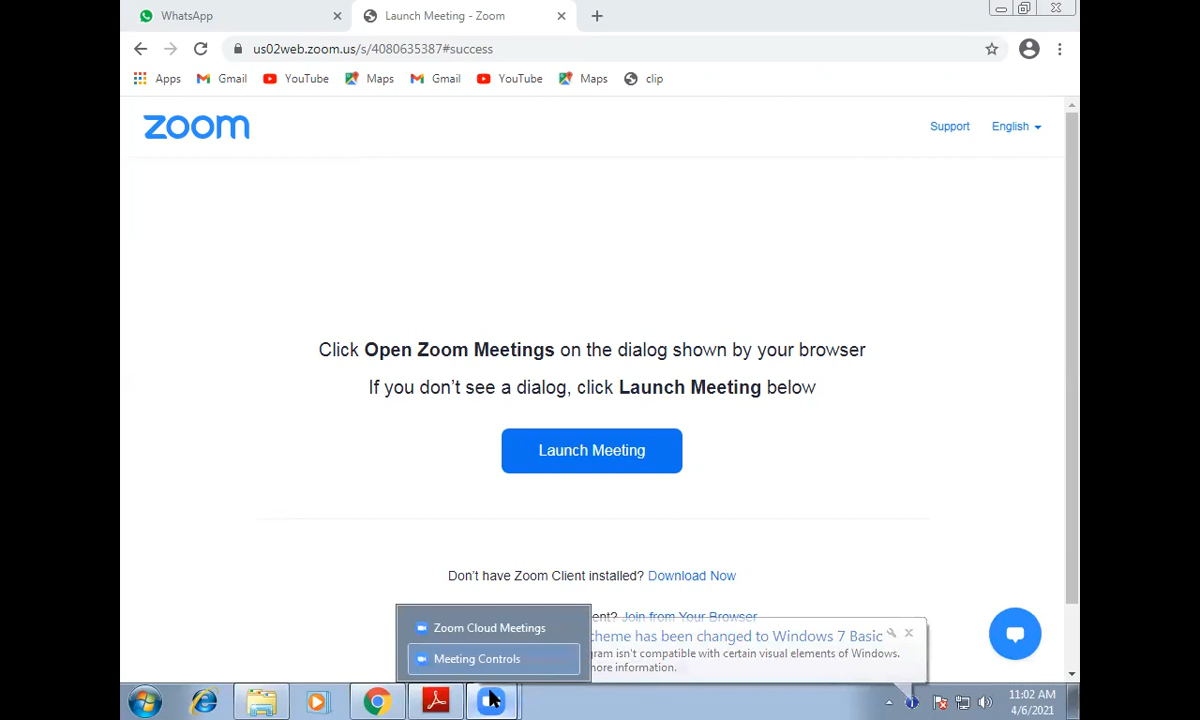 WhatsApp
Launch Meeting - Zoom
us02web.zoom.us/s/4080635387#success
Apps Gmail YouTube Maps Gmail YouTube Maps clip
zoom
Support English
Click Open Zoom Meetings on the dialog shown by your browser
If you don't see a dialog, click Launch Meeting below
Launch Meeting
Don't have Zoom Client installed? Download Now
ent? Join from Your Browser
Zoom Cloud Meetings
Meeting Controls
cheme has been changed to Windows 7 Basic
gram isn't compatible with certain visual elements of Windows.
more information.
11:02 AM
4/6/2021